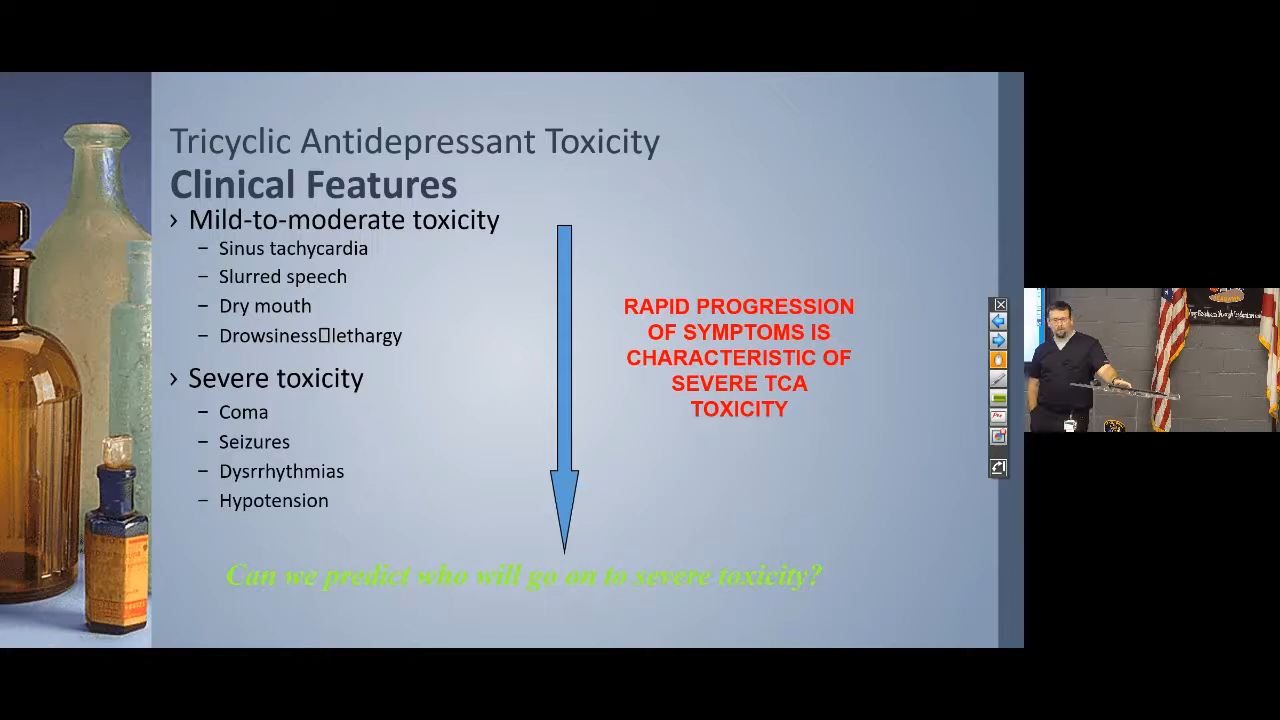 Tricyclic Antidepressant Toxicity
Clinical Features
› Mild-to-moderate toxicity
– Sinus tachycardia
– Slurred speech
– Dry mouth
– Drowsiness□lethargy
› Severe toxicity
– Coma
– Seizures
– Dysrrhythmias
– Hypotension
RAPID PROGRESSION
OF SYMPTOMS IS
CHARACTERISTIC OF
SEVERE TCA
TOXICITY
Can we predict who will go on to severe toxicity?